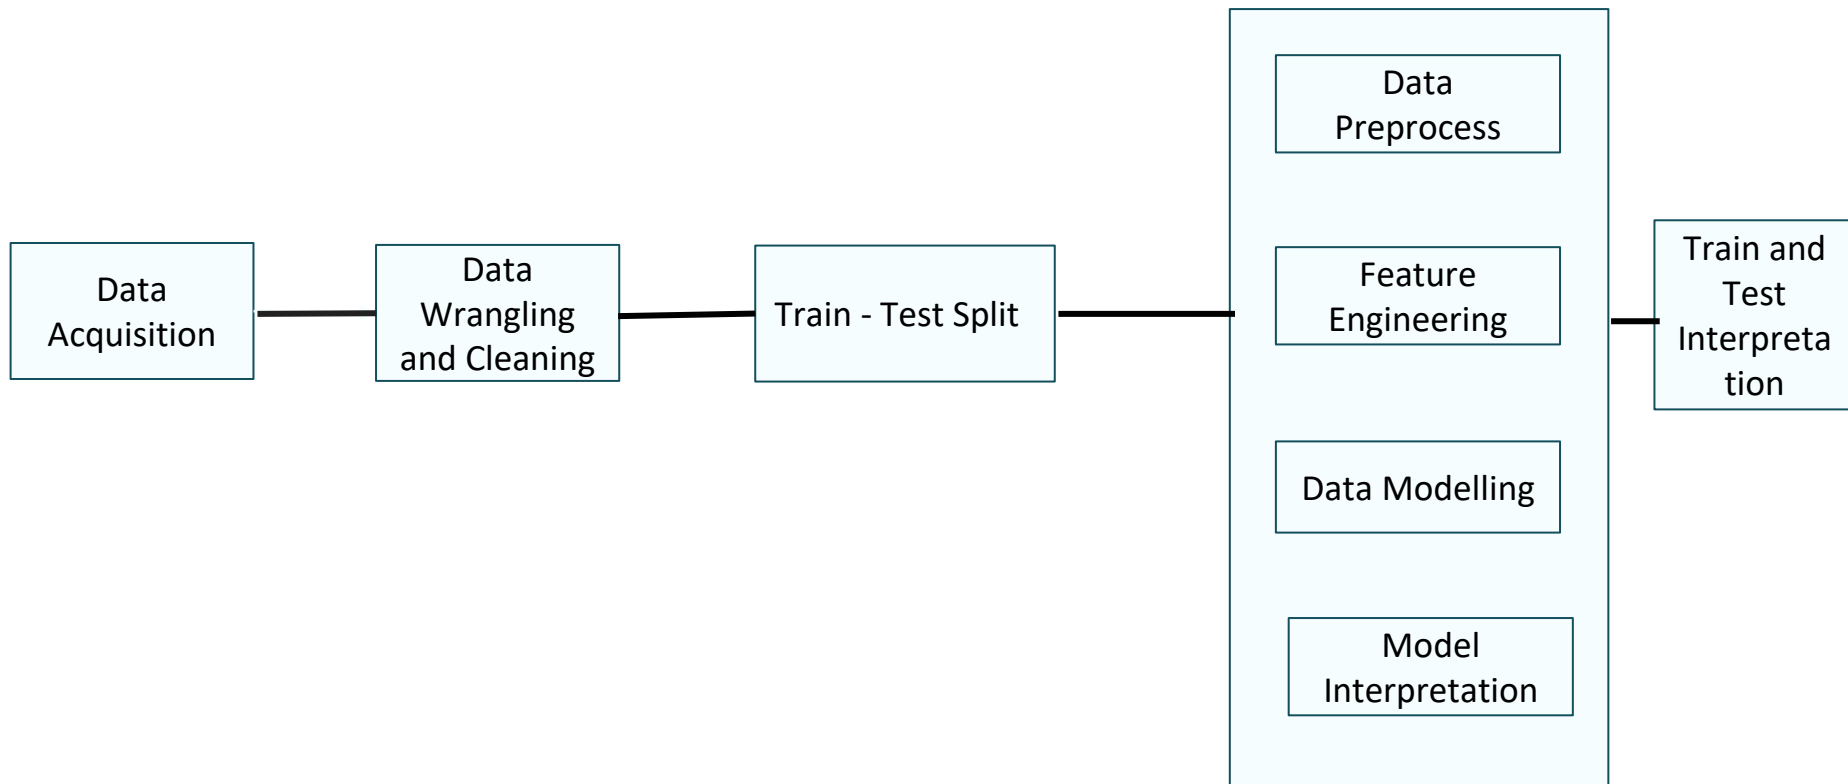 Data
Acquisition
Data
Wrangling
and Cleaning
Train - Test Split
Data
Preprocess
Feature
Engineering
Data Modelling
Model
Interpretation
Train and
Test
Interpreta
tion